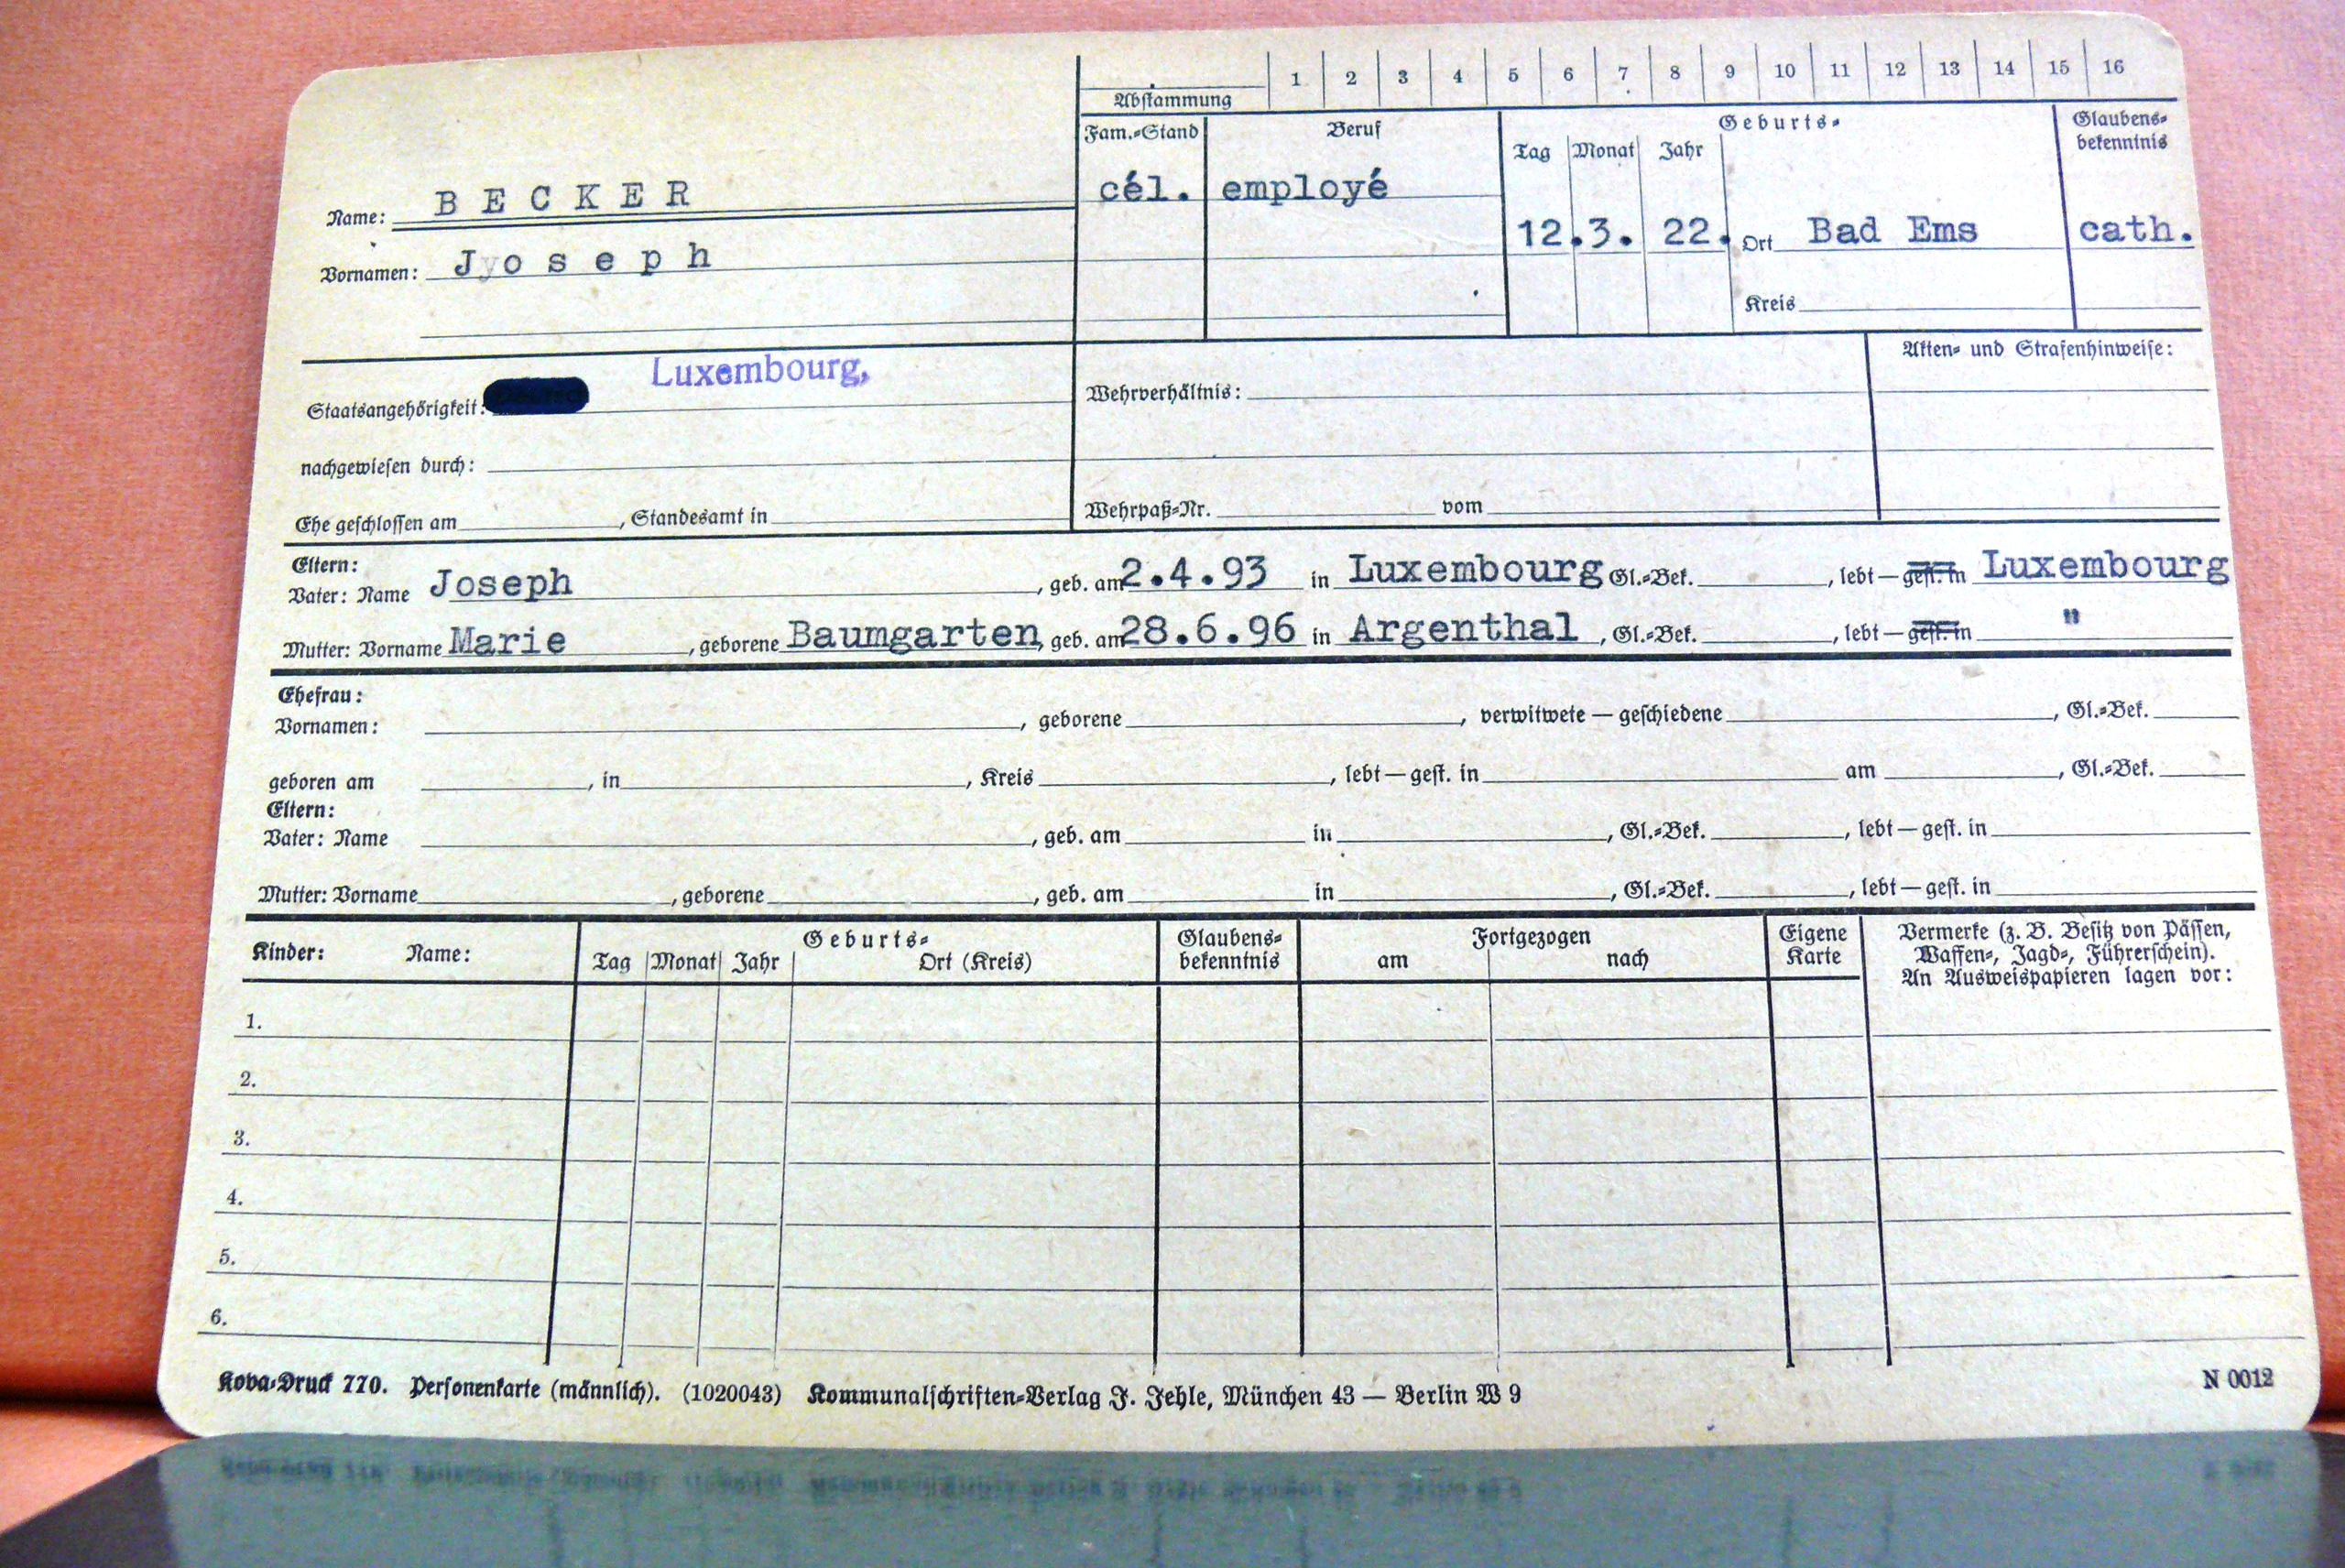 1 2 3 4 5 6 7 8 9 10 11 12 13 14 15 16
Abstammung
Fam.-Stand Beruf Geburts- Glaubens-
Tag Monat Jahr bekenntnis
cél. employé
Name: BECKER
12.3. 22. Ort Bad Ems cath.
Vornamen: Joseph
Kreis
Luxembourg, Akten- und Strafenhinweise:
Staatsangehörigkeit: Wehrverhältnis:
nachgewiesen durch:
Ehe geschlossen am , Standesamt in Wehrpaß-Nr. vom
Eltern:
Vater: Name Joseph , geb. am 2.4.93 in Luxembourg Gl.-Bek. , lebt — gest. in Luxembourg
Mutter: Vorname Marie , geborene Baumgarten, geb. am 28.6.96 in Argenthal , Gl.-Bek. , lebt — gest. in "
Ehefrau:
Vornamen: , geborene , verwitwete — geschiedene , Gl.-Bek.
geboren am , in , Kreis , lebt — gest. in am , Gl.-Bek.
Eltern:
Vater: Name , geb. am in , Gl.-Bek. , lebt — gest. in
Mutter: Vorname , geborene , geb. am in , Gl.-Bek. , lebt — gest. in
Kinder: Name: Geburts- Glaubens- Fortgezogen Eigene Vermerke (z. B. Besitz von Pässen,
Tag Monat Jahr Ort (Kreis) bekenntnis am nach Karte Waffen-, Jagd-, Führerschein).
An Ausweispapieren lagen vor:
1.
2.
3.
4.
5.
6.
Kova-Druck 770. Personenkarte (männlich). (1020043) Kommunalschriften-Verlag J. Jehle, München 43 — Berlin W 9 N 0012